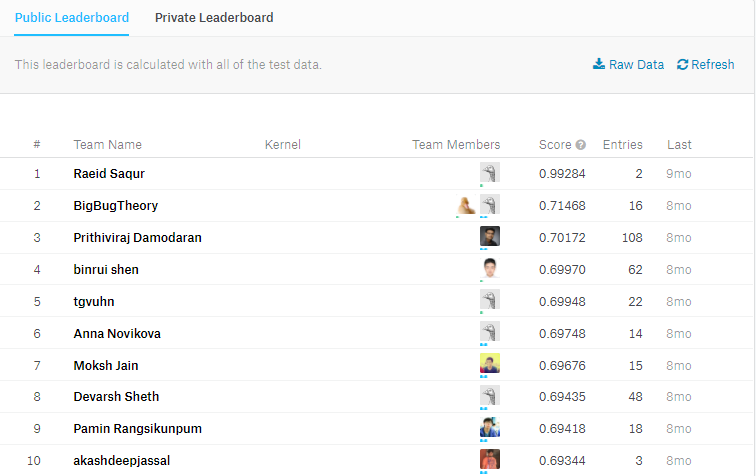 Public Leaderboard Private Leaderboard
This leaderboard is calculated with all of the test data. Raw Data Refresh
# Team Name Kernel Team Members Score Entries Last
1 Raeid Saqur 0.99284 2 9mo
2 BigBugTheory 0.71468 16 8mo
3 Prithiviraj Damodaran 0.70172 108 8mo
4 binrui shen 0.69970 62 8mo
5 tgvuhn 0.69948 22 8mo
6 Anna Novikova 0.69748 14 8mo
7 Moksh Jain 0.69676 15 8mo
8 Devarsh Sheth 0.69435 48 8mo
9 Pamin Rangsikunpum 0.69418 18 8mo
10 akashdeepjassal 0.69344 3 8mo